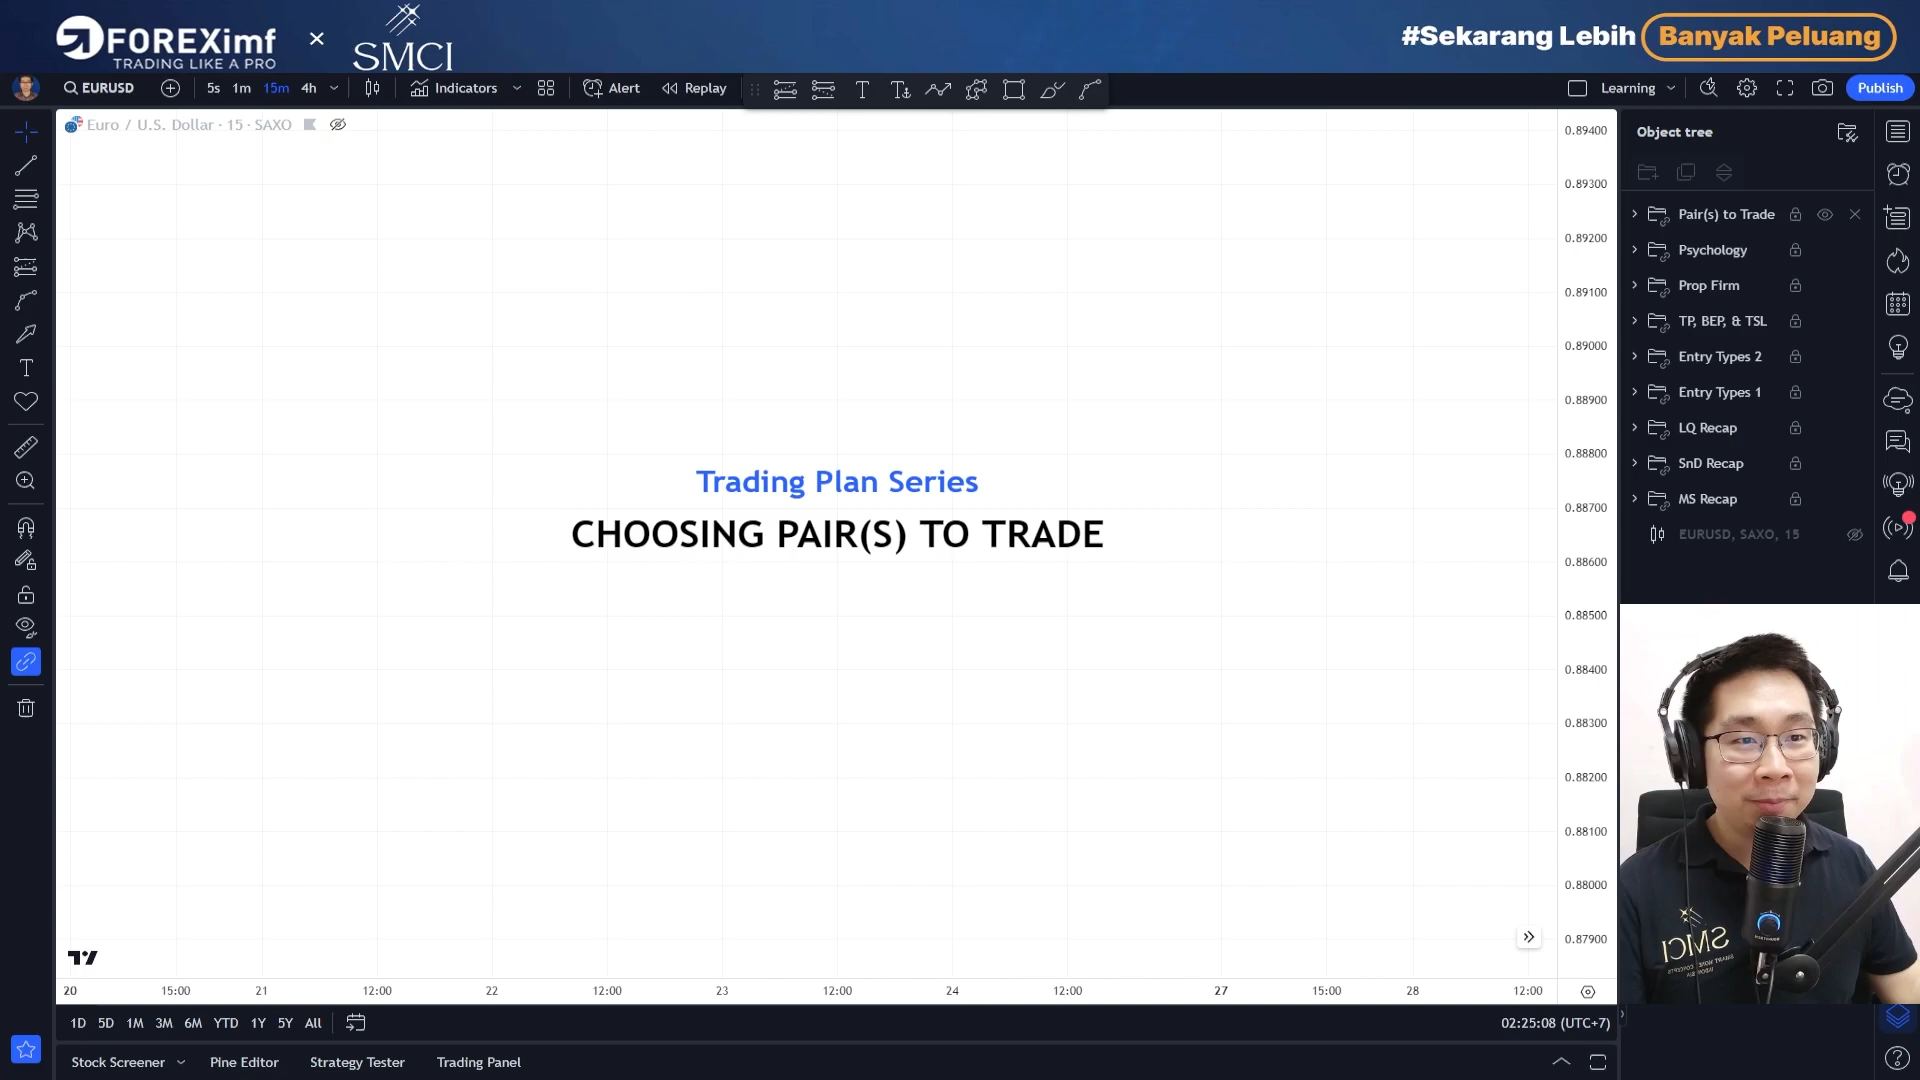 FOREXimf
TRADING LIKE A PRO
×
SMCI
#Sekarang Lebih Banyak Peluang
EURUSD
5s 1m 15m 4h
Indicators
Alert
Replay
Learning
Publish
Euro / U.S. Dollar · 15 · SAXO
Trading Plan Series
CHOOSING PAIR(S) TO TRADE
0.89400
0.89300
0.89200
0.89100
0.89000
0.88900
0.88800
0.88700
0.88600
0.88500
0.88400
0.88300
0.88200
0.88100
0.88000
0.87900
20 15:00 21 12:00 22 12:00 23 12:00 24 12:00 27 15:00 28 12:00
1D 5D 1M 3M 6M YTD 1Y 5Y All
02:25:08 (UTC+7)
Stock Screener Pine Editor Strategy Tester Trading Panel
Object tree
Pair(s) to Trade
Psychology
Prop Firm
TP, BEP, & TSL
Entry Types 2
Entry Types 1
LQ Recap
SnD Recap
MS Recap
EURUSD, SAXO, 15
SMCI